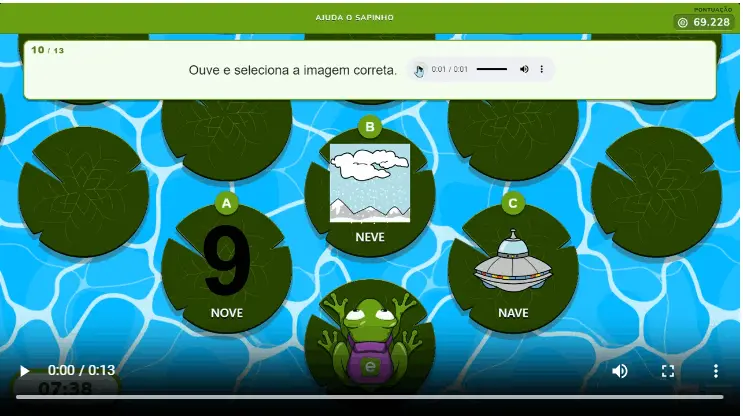 AJUDA O SAPINHO
PONTUAÇÃO
69.228
10 / 13
Ouve e seleciona a imagem correta.
0:01 / 0:01
B
NEVE
A
9
NOVE
C
NAVE
e
0:00 / 0:13
07:38